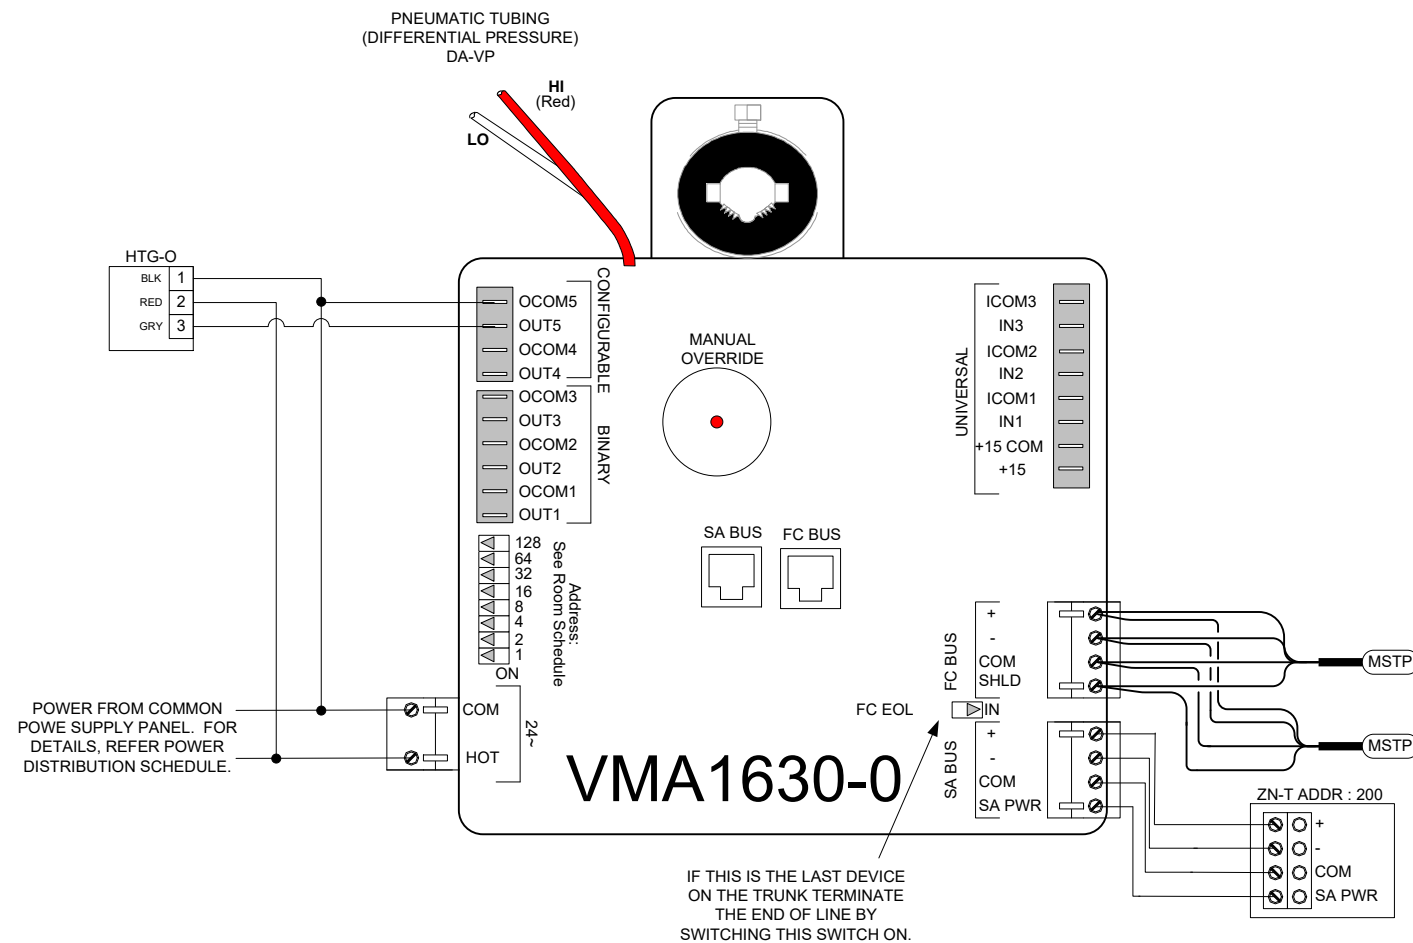 PNEUMATIC TUBING
(DIFFERENTIAL PRESSURE)
DA-VP
HI
(Red)
LO
HTG-O
BLK 1
RED 2
GRY 3
OCOM5
OUT5
OCOM4
OUT4
CONFIGURABLE
OCOM3
OUT3
OCOM2
OUT2
OCOM1
OUT1
BINARY
MANUAL
OVERRIDE
UNIVERSAL
ICOM3
IN3
ICOM2
IN2
ICOM1
IN1
+15 COM
+15
SA BUS
FC BUS
128
64
32
16
8
4
2
1
ON
Address:
See Room Schedule
POWER FROM COMMON
POWE SUPPLY PANEL. FOR
DETAILS, REFER POWER
DISTRIBUTION SCHEDULE.
COM
HOT
24~
VMA1630-0
FC BUS
+
-
COM
SHLD
FC EOL
IN
SA BUS
+
-
COM
SA PWR
MSTP
MSTP
ZN-T ADDR : 200
+
-
COM
SA PWR
IF THIS IS THE LAST DEVICE
ON THE TRUNK TERMINATE
THE END OF LINE BY
SWITCHING THIS SWITCH ON.